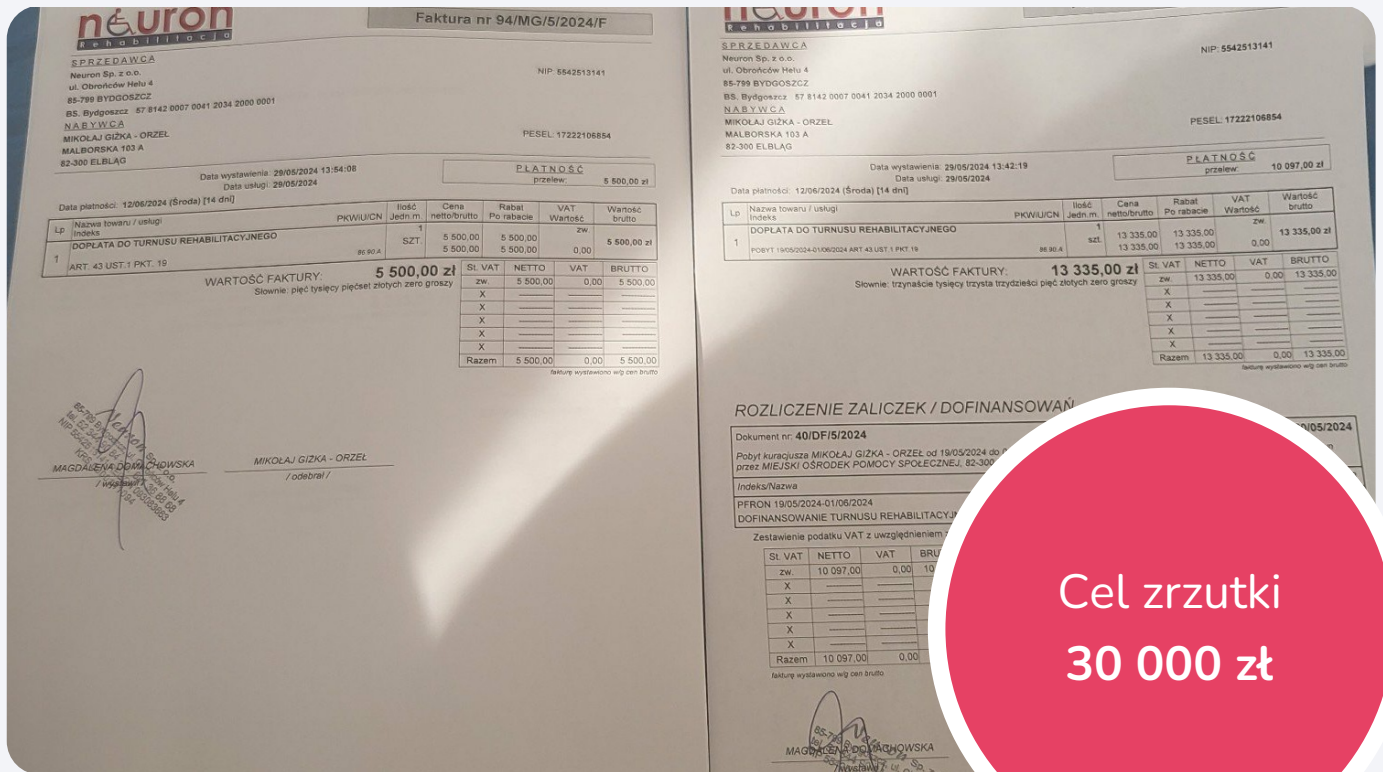 neuron
Rehabilitacja
Faktura nr 94/MG/5/2024/F
SPRZEDAWCA
Neuron Sp. z o.o.
ul. Obrońców Helu 4
85-799 BYDGOSZCZ
BS. Bydgoszcz 57 8142 0007 0041 2034 2000 0001
NIP: 5542513141
NABYWCA
MIKOŁAJ GIŻKA - ORZEŁ
MALBORSKA 103 A
82-300 ELBLĄG
PESEL: 17222106854
Data wystawienia: 29/05/2024 13:54:08
Data usługi: 29/05/2024
PŁATNOŚĆ
przelew: 5 500,00 zł
Data płatności: 12/06/2024 (Środa) [14 dni]
Lp Nazwa towaru / usługi Indeks PKWiU/CN Ilość Jedn.m. Cena netto/brutto Rabat Po rabacie VAT Wartość Wartość brutto
1 DOPŁATA DO TURNUSU REHABILITACYJNEGO 1 5 500,00 5 500,00 zw. 5 500,00 zł
ART. 43 UST.1 PKT. 19 86.90.A SZT. 5 500,00 5 500,00 0,00
WARTOŚĆ FAKTURY: 5 500,00 zł
Słownie: pięć tysięcy pięćset złotych zero groszy
St. VAT NETTO VAT BRUTTO
zw. 5 500,00 0,00 5 500,00
X
X
X
X
X
Razem 5 500,00 0,00 5 500,00
fakturę wystawiono w/g cen brutto
MAGDALENA DOMACHOWSKA
/ wystawił /
MIKOŁAJ GIŻKA - ORZEŁ
/ odebrał /
neuron
Rehabilitacja
SPRZEDAWCA
Neuron Sp. z o.o.
ul. Obrońców Helu 4
85-799 BYDGOSZCZ
BS. Bydgoszcz 57 8142 0007 0041 2034 2000 0001
NIP: 5542513141
NABYWCA
MIKOŁAJ GIŻKA - ORZEŁ
MALBORSKA 103 A
82-300 ELBLĄG
PESEL: 17222106854
Data wystawienia: 29/05/2024 13:42:19
Data usługi: 29/05/2024
PŁATNOŚĆ
przelew: 10 097,00 zł
Data płatności: 12/06/2024 (Środa) [14 dni]
Lp Nazwa towaru / usługi Indeks PKWiU/CN Ilość Jedn.m. Cena netto/brutto Rabat Po rabacie VAT Wartość Wartość brutto
1 DOPŁATA DO TURNUSU REHABILITACYJNEGO 1 13 335,00 13 335,00 zw. 13 335,00 zł
POBYT 19/05/2024-01/06/2024 ART 43 UST.1 PKT. 19 86.90.A szt. 13 335,00 13 335,00 0,00
WARTOŚĆ FAKTURY: 13 335,00 zł
Słownie: trzynaście tysięcy trzysta trzydzieści pięć złotych zero groszy
St. VAT NETTO VAT BRUTTO
zw. 13 335,00 0,00 13 335,00
X
X
X
X
X
Razem 13 335,00 0,00 13 335,00
fakturę wystawiono w/g cen brutto
ROZLICZENIE ZALICZEK / DOFINANSOWAŃ
Dokument nr: 40/DF/5/2024
/05/2024
Pobyt kuracjusza MIKOŁAJ GIŻKA - ORZEŁ od 19/05/2024 do
przez MIEJSKI OŚRODEK POMOCY SPOŁECZNEJ, 82-300
Indeks/Nazwa
PFRON 19/05/2024-01/06/2024
DOFINANSOWANIE TURNUSU REHABILITACYJ
Zestawienie podatku VAT z uwzględnieniem
St. VAT NETTO VAT BRU
zw. 10 097,00 0,00 10
X
X
X
X
X
Razem 10 097,00 0,00
fakturę wystawiono w/g cen brutto
MAGDALENA DOMACHOWSKA
/wystawił/
Cel zrzutki
30 000 zł